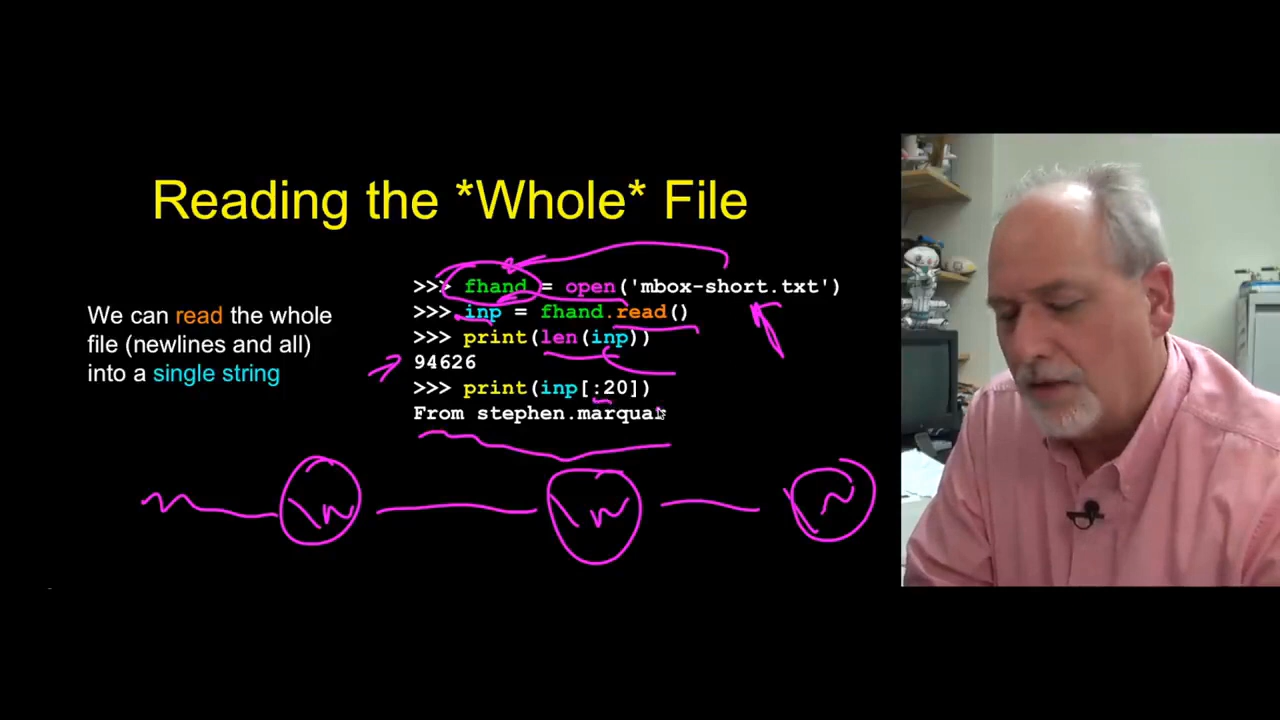 Reading the *Whole* File
We can read the whole
file (newlines and all)
into a single string
>>> fhand = open('mbox-short.txt')
>>> inp = fhand.read()
>>> print(len(inp))
94626
>>> print(inp[:20])
From stephen.marquar
\n \n \n